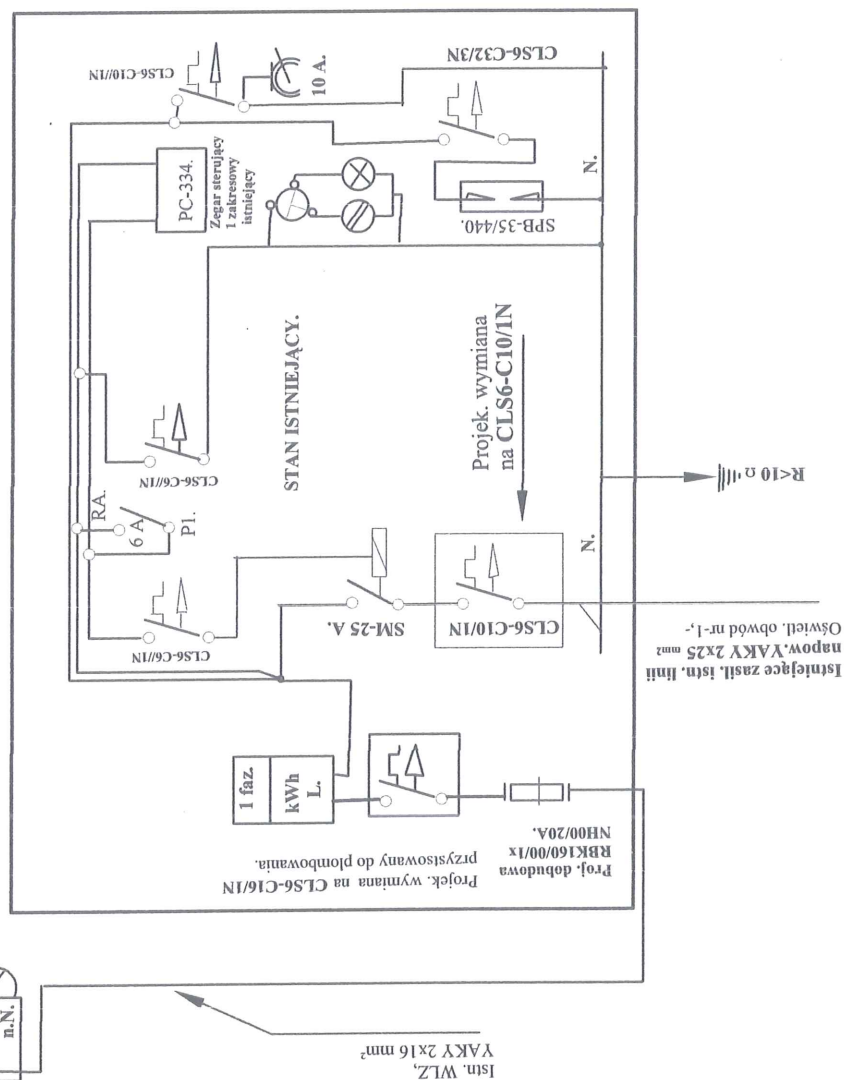 CLS6-C10//1N
10 A.
CLS6-C32/3N
PC-334.
Zegar sterujący
1 zakresowy
istniejący
SPB-35/440.
N.
STAN ISTNIEJĄCY.
Projek. wymiana
na CLS6-C10/1N
CLS6-C6//1N
RA.
6 A
P1.
CLS6-C6//1N
SM-25 A.
CLS6-C10/1N
N.
R<10 Ω
Istniejące zasil. istn. linii
napow.YAKY 2x25 mm²
Oświetl. obwód nr-1,-
1 faz.
kWh
L.
Projek. wymiana na CLS6-C16/1N
przystsowany do plombowania.
Proj. dobudowa
RBK160/00/1x
NH00/20A.
n.N.
Istn. WLZ,
YAKY 2x16 mm²